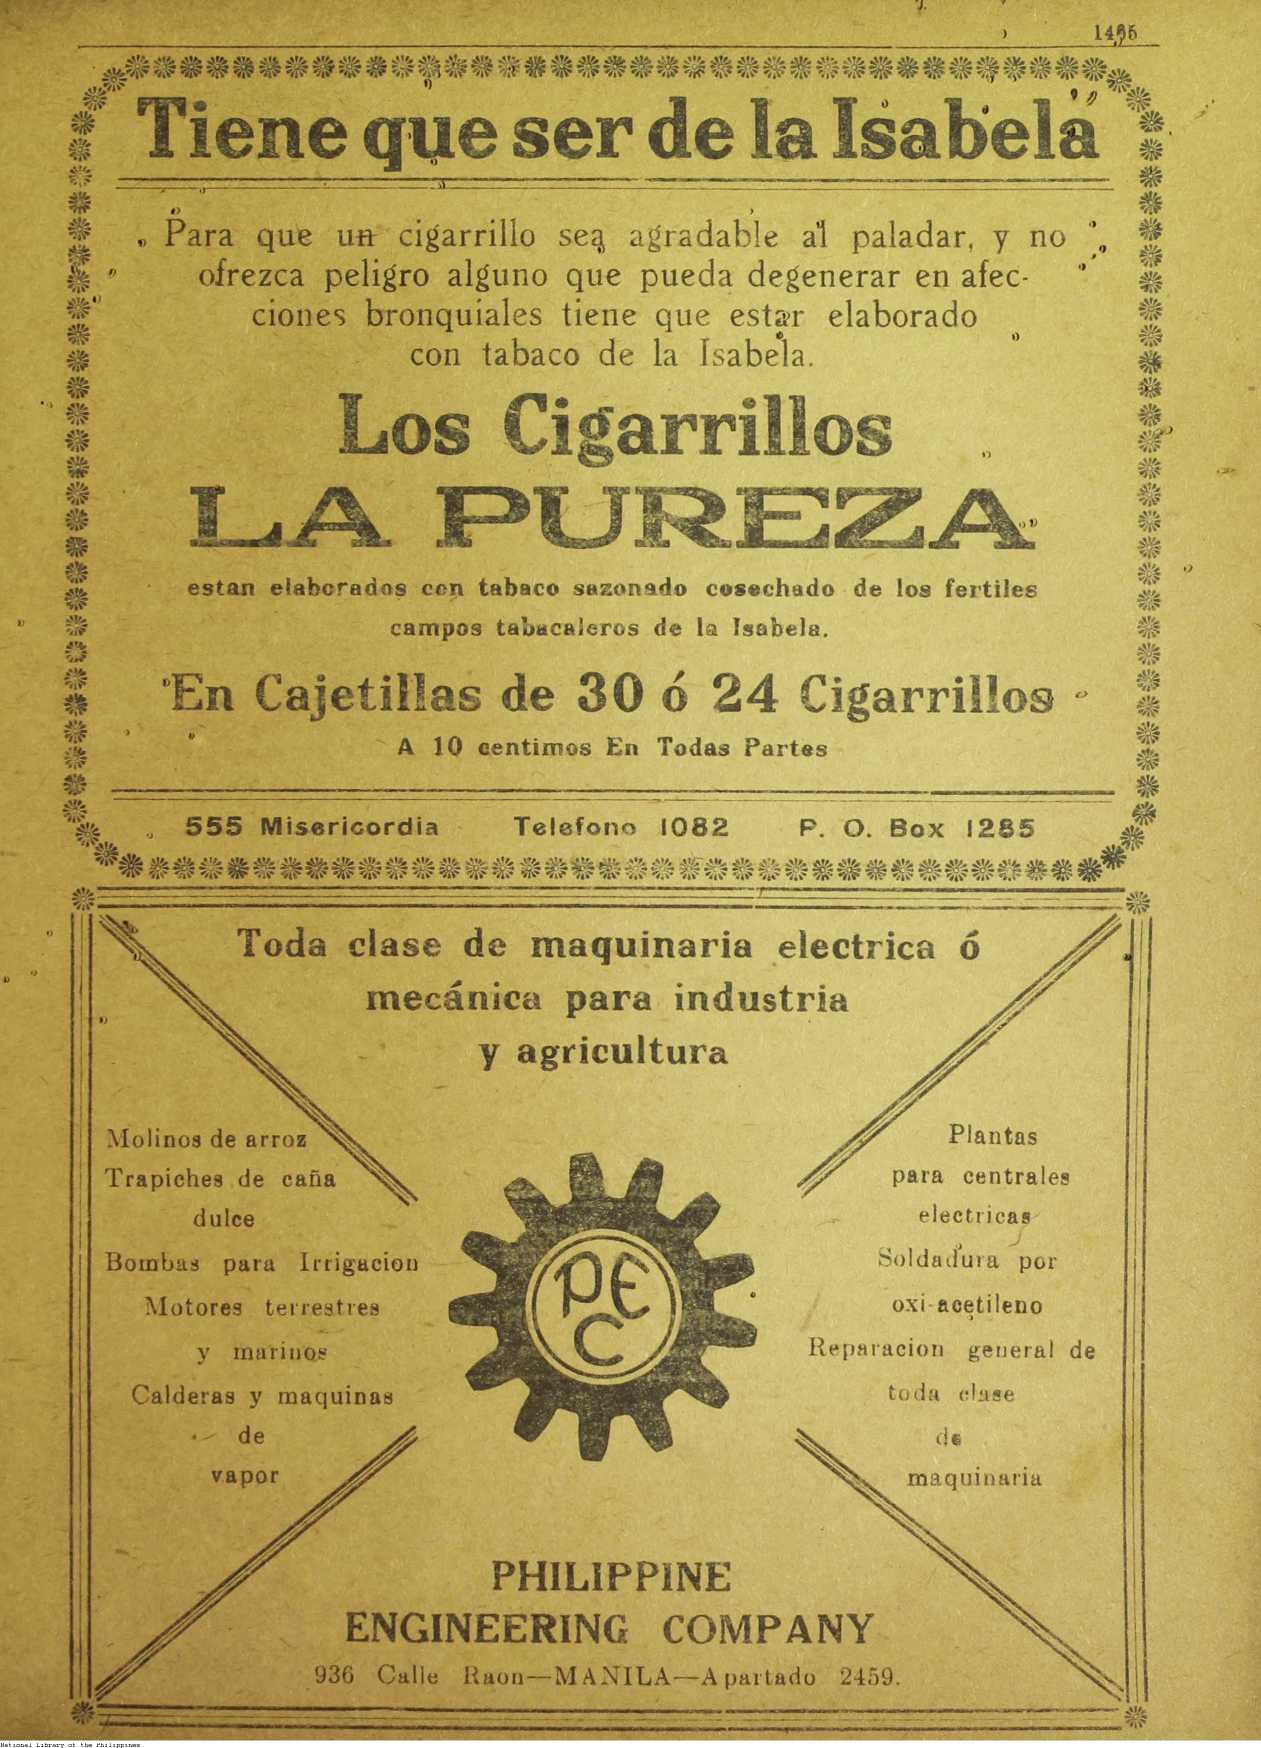 Tiene que ser de la Isabela
Para que un cigarrillo sea agradable al paladar, y no
ofrezca peligro alguno que pueda degenerar en afec-
ciones bronquiales tiene que estar elaborado
con tabaco de la Isabela.
Los Cigarrillos
LA PUREZA
estan elaborados con tabaco sazonado cosechado de los fertiles
campos tabacaleros de la Isabela.
En Cajetillas de 30 ó 24 Cigarrillos
A 10 centimos En Todas Partes
555 Misericordia Telefono 1082 P. O. Box 1285
Toda clase de maquinaria electrica ó
mecánica para industria
y agricultura
Molinos de arroz
Trapiches de caña
dulce
Bombas para Irrigacion
Motores terrestres
y marinos
Calderas y maquinas
de
vapor
PEC
Plantas
para centrales
electricas
Soldadura por
oxi-acetileno
Reparacion general de
toda clase
de
maquinaria
PHILIPPINE
ENGINEERING COMPANY
936 Calle Raon—MANILA—Apartado 2459.
National Library of the Philippines